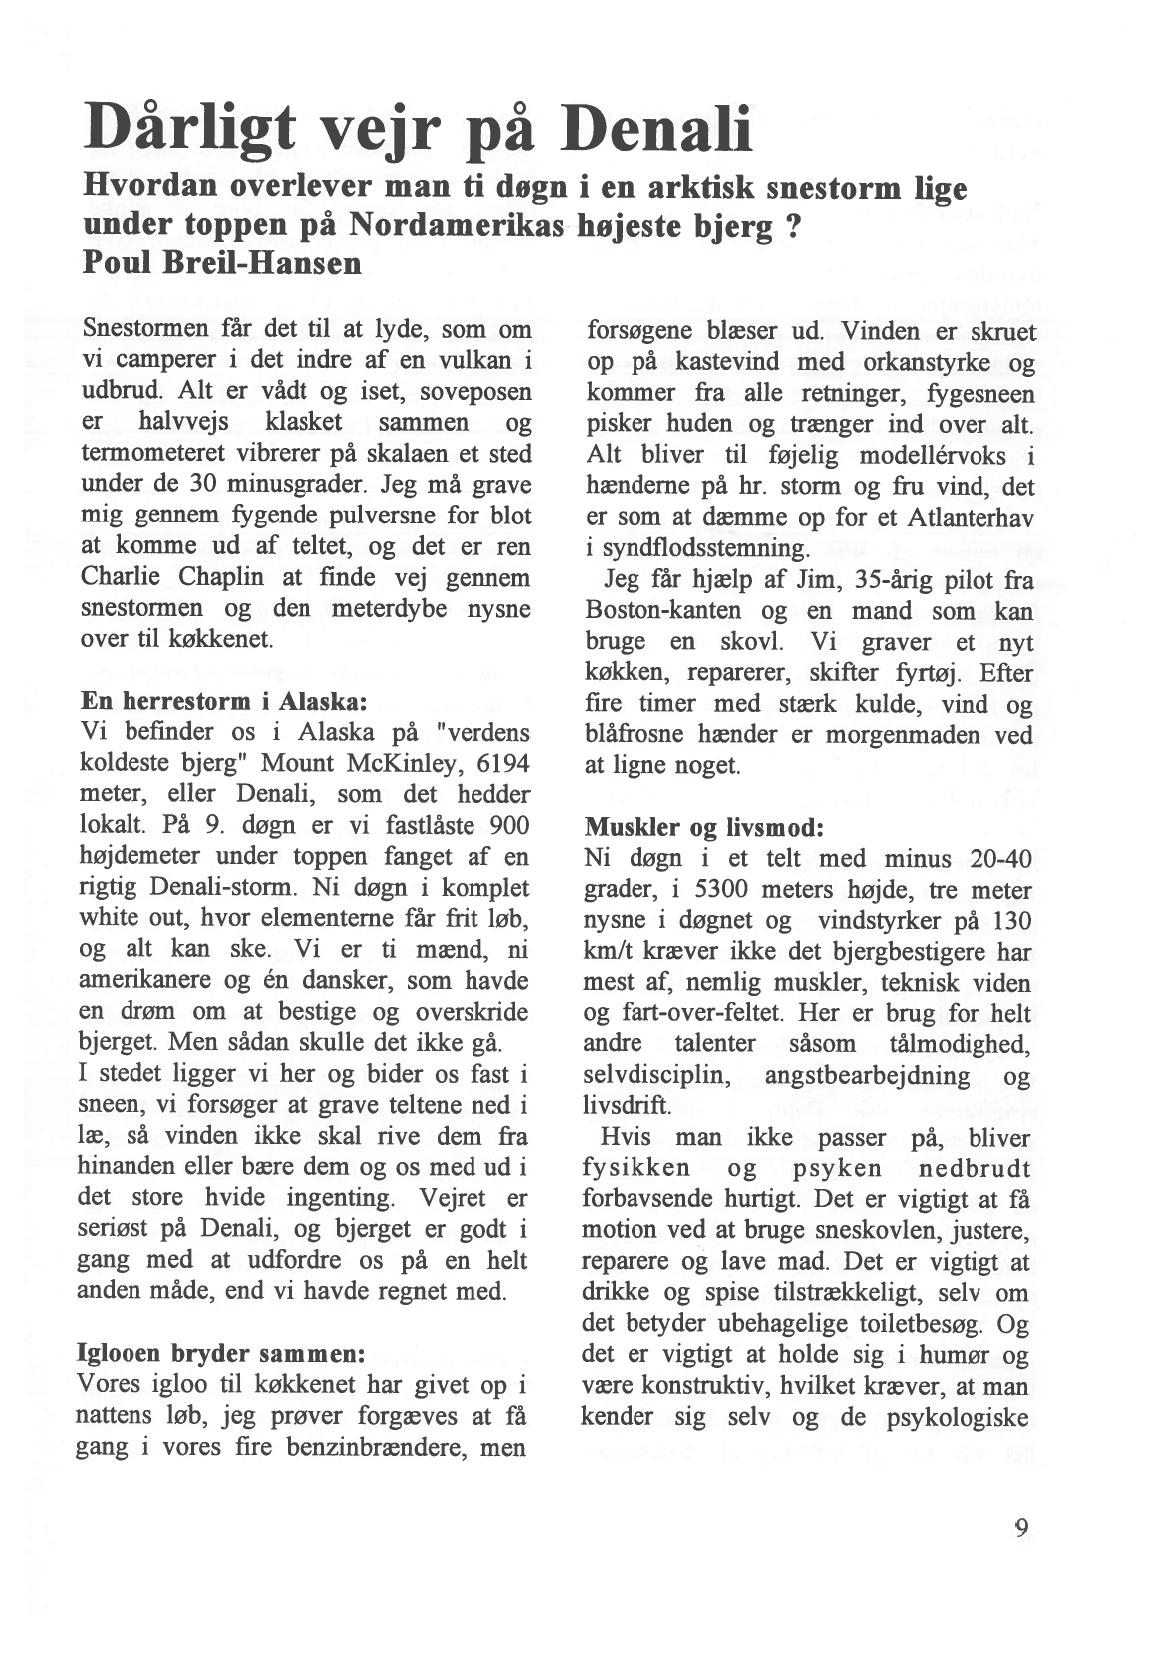 Dårligt vejr på Denali
Hvordan overlever man ti døgn i en arktisk snestorm lige
under toppen på Nordamerikas højeste bjerg ?
Poul Breil-Hansen
Snestormen får det til at lyde, som om
vi camperer i det indre af en vulkan i
udbrud. Alt er vådt og iset, soveposen
er halvvejs klasket sammen og
termometeret vibrerer på skalaen et sted
under de 30 minusgrader. Jeg må grave
mig gennem fygende pulversne for blot
at komme ud af teltet, og det er ren
Charlie Chaplin at finde vej gennem
snestormen og den meterdybe nysne
over til køkkenet.
En herrestorm i Alaska:
Vi befinder os i Alaska på "verdens
koldeste bjerg" Mount McKinley, 6194
meter, eller Denali, som det hedder
lokalt. På 9. døgn er vi fastlåste 900
højdemeter under toppen fanget af en
rigtig Denali-storm. Ni døgn i komplet
white out, hvor elementerne får frit løb,
og alt kan ske. Vi er ti mænd, ni
amerikanere og én dansker, som havde
en drøm om at bestige og overskride
bjerget. Men sådan skulle det ikke gå.
I stedet ligger vi her og bider os fast i
sneen, vi forsøger at grave teltene ned i
læ, så vinden ikke skal rive dem fra
hinanden eller bære dem og os med ud i
det store hvide ingenting. Vejret er
seriøst på Denali, og bjerget er godt i
gang med at udfordre os på en helt
anden måde, end vi havde regnet med.
Iglooen bryder sammen:
Vores igloo til køkkenet har givet op i
nattens løb, jeg prøver forgæves at få
gang i vores fire benzinbrændere, men
forsøgene blæser ud. Vinden er skruet
op på kastevind med orkanstyrke og
kommer fra alle retninger, fygesneen
pisker huden og trænger ind over alt.
Alt bliver til føjelig modellérvoks i
hænderne på hr. storm og fru vind, det
er som at dæmme op for et Atlanterhav
i syndflodsstemning.
Jeg får hjælp af Jim, 35-årig pilot fra
Boston-kanten og en mand som kan
bruge en skovl. Vi graver et nyt
køkken, reparerer, skifter fyrtøj. Efter
fire timer med stærk kulde, vind og
blåfrosne hænder er morgenmaden ved
at ligne noget.
Muskler og livsmod:
Ni døgn i et telt med minus 20-40
grader, i 5300 meters højde, tre meter
nysne i døgnet og vindstyrker på 130
km/t kræver ikke det bjergbestigere har
mest af, nemlig muskler, teknisk viden
og fart-over-feltet. Her er brug for helt
andre talenter såsom tålmodighed,
selvdisciplin, angstbearbejdning og
livsdrift.
Hvis man ikke passer på, bliver
fysikken og psyken nedbrudt
forbavsende hurtigt. Det er vigtigt at få
motion ved at bruge sneskovlen, justere,
reparere og lave mad. Det er vigtigt at
drikke og spise tilstrækkeligt, selv om
det betyder ubehagelige toiletbesøg. Og
det er vigtigt at holde sig i humør og
være konstruktiv, hvilket kræver, at man
kender sig selv og de psykologiske
9